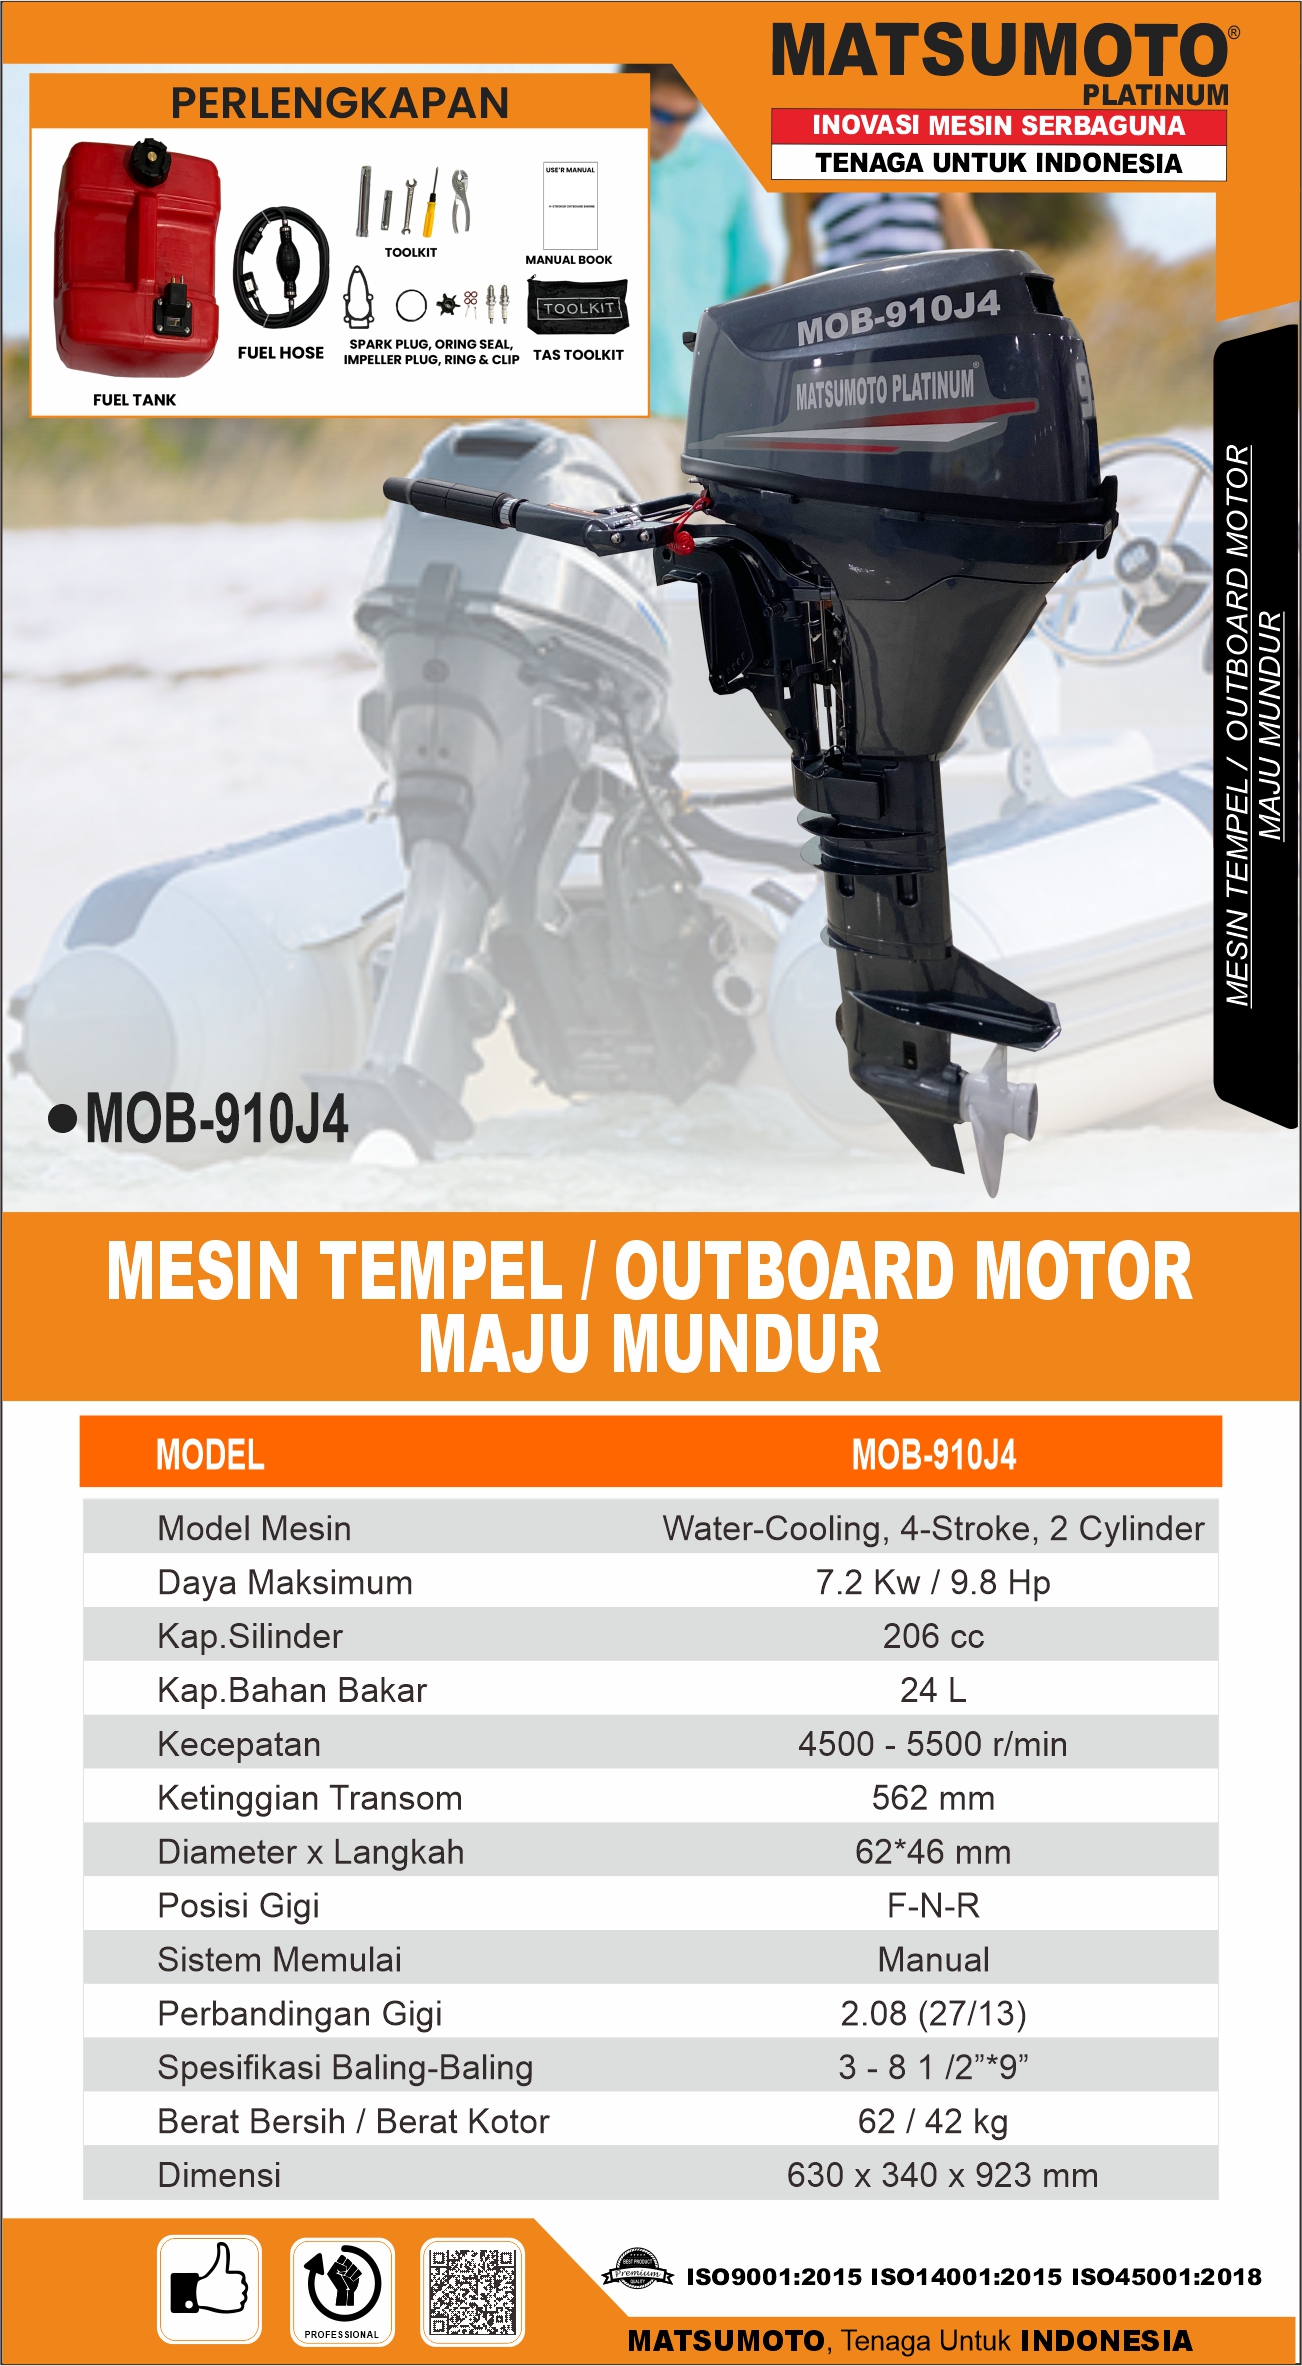 MATSUMOTO®
PLATINUM
INOVASI MESIN SERBAGUNA
TENAGA UNTUK INDONESIA
PERLENGKAPAN
USE'R MANUAL
TOOLKIT
MANUAL BOOK
TOOLKIT
FUEL HOSE
SPARK PLUG, ORING SEAL,
IMPELLER PLUG, RING & CLIP
TAS TOOLKIT
FUEL TANK
MOB-910J4
MATSUMOTO PLATINUM®
MESIN TEMPEL / OUTBOARD MOTOR
MAJU MUNDUR
MOB-910J4
MESIN TEMPEL / OUTBOARD MOTOR
MAJU MUNDUR
MODEL MOB-910J4
Model Mesin Water-Cooling, 4-Stroke, 2 Cylinder
Daya Maksimum 7.2 Kw / 9.8 Hp
Kap.Silinder 206 cc
Kap.Bahan Bakar 24 L
Kecepatan 4500 - 5500 r/min
Ketinggian Transom 562 mm
Diameter x Langkah 62*46 mm
Posisi Gigi F-N-R
Sistem Memulai Manual
Perbandingan Gigi 2.08 (27/13)
Spesifikasi Baling-Baling 3 - 8 1 /2”*9”
Berat Bersih / Berat Kotor 62 / 42 kg
Dimensi 630 x 340 x 923 mm
PROFESSIONAL
BEST PRODUCT
Premium
QUALITY
ISO9001:2015 ISO14001:2015 ISO45001:2018
MATSUMOTO, Tenaga Untuk INDONESIA